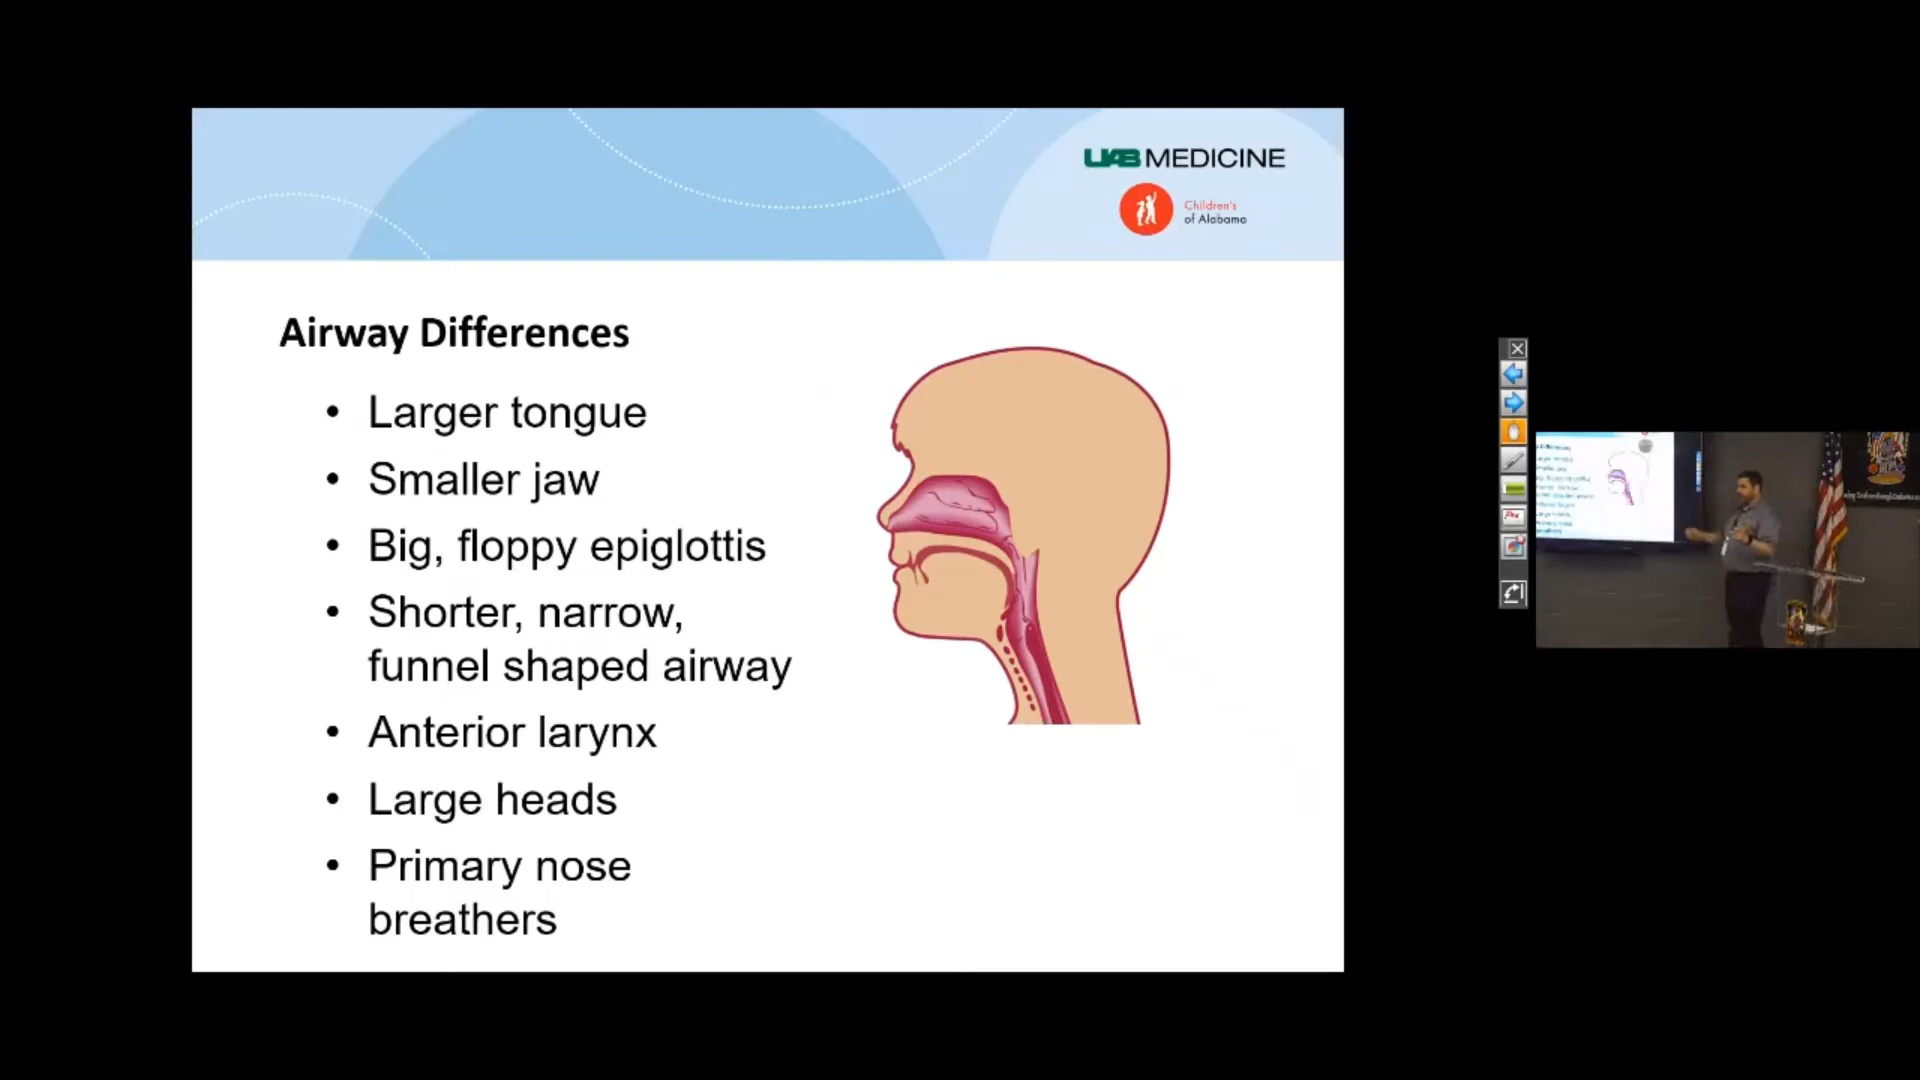 UAB MEDICINE
Children's
of Alabama
Airway Differences
• Larger tongue
• Smaller jaw
• Big, floppy epiglottis
• Shorter, narrow,
funnel shaped airway
• Anterior larynx
• Large heads
• Primary nose
breathers